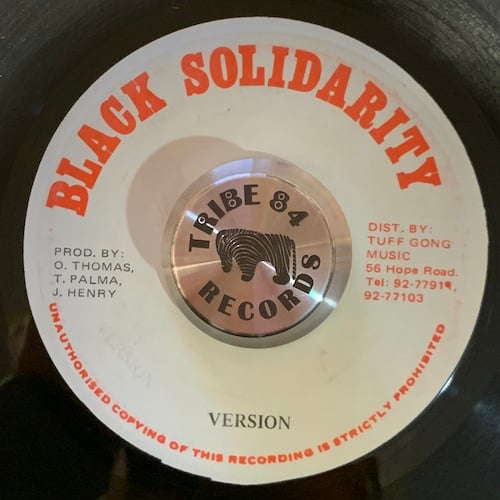 BLACK SOLIDARITY
TRIBE 84
RECORDS
PROD. BY:
O. THOMAS,
T. PALMA,
J. HENRY
DIST. BY:
TUFF GONG
MUSIC
56 Hope Road.
Tel: 92-77911,
92-77103
VERSION
UNAUTHORISED COPYING OF THIS RECORDING IS STRICTLY PROHIBITED